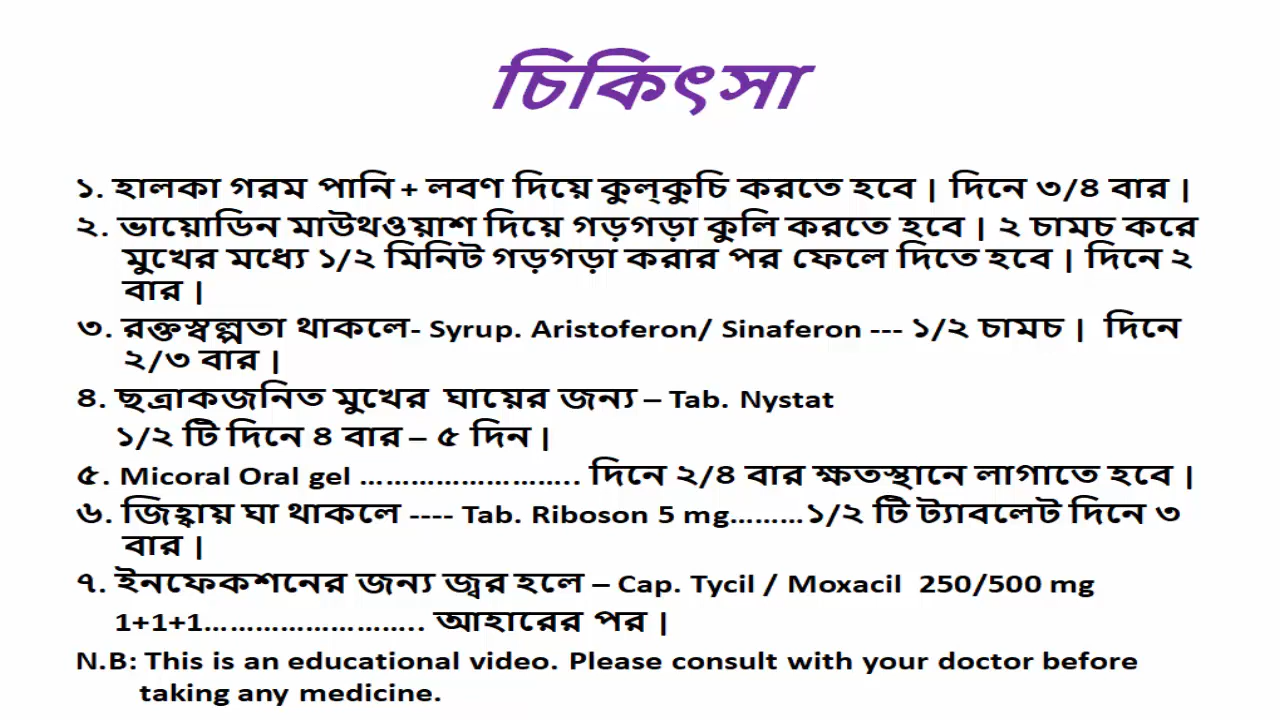 চিকিৎসা
১. হালকা গরম পানি + লবণ দিয়ে কুল্কুচি করতে হবে | দিনে ৩/৪ বার |
২. ভায়োডিন মাউথওয়াশ দিয়ে গড়গড়া কুলি করতে হবে | ২ চামচ করে
মুখের মধ্যে ১/২ মিনিট গড়গড়া করার পর ফেলে দিতে হবে | দিনে ২
বার |
৩. রক্তস্বল্পতা থাকলে- Syrup. Aristoferon/ Sinaferon --- ১/২ চামচ | দিনে
২/৩ বার |
৪. ছত্রাকজনিত মুখের ঘায়ের জন্য – Tab. Nystat
১/২ টি দিনে ৪ বার – ৫ দিন |
৫. Micoral Oral gel …………………….. দিনে ২/৪ বার ক্ষতস্থানে লাগাতে হবে |
৬. জিহ্বায় ঘা থাকলে ---- Tab. Riboson 5 mg………১/২ টি ট্যাবলেট দিনে ৩
বার |
৭. ইনফেকশনের জন্য জ্বর হলে – Cap. Tycil / Moxacil 250/500 mg
1+1+1…………………….. আহারের পর |
N.B: This is an educational video. Please consult with your doctor before
taking any medicine.